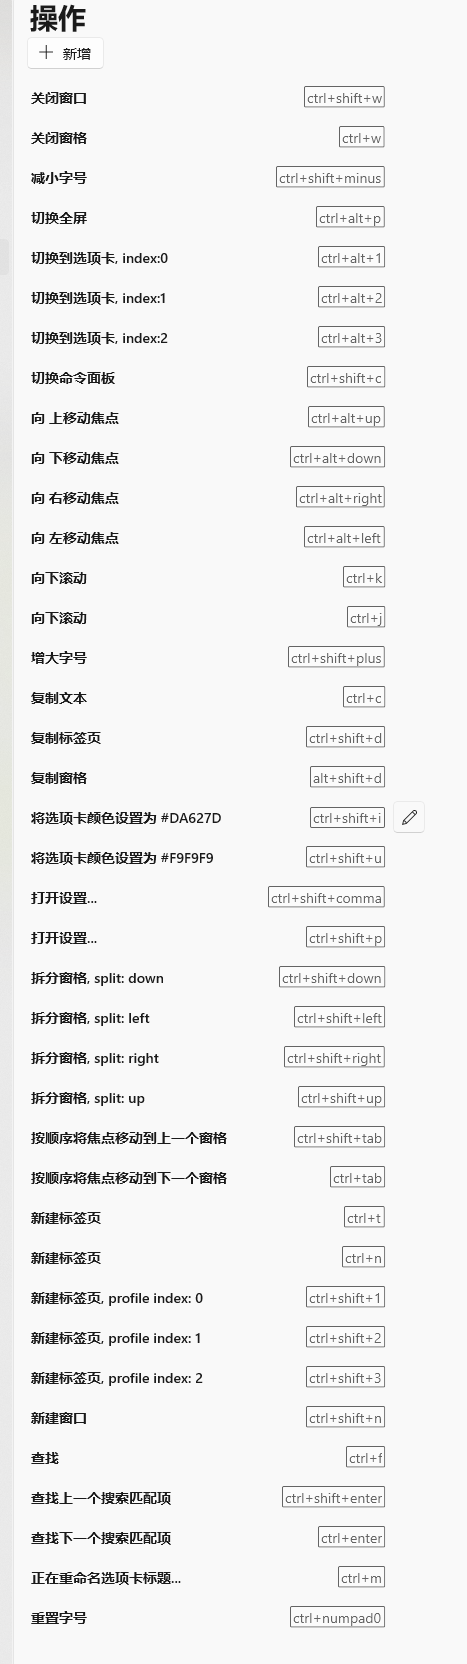 操作
新增
关闭窗口 ctrl+shift+w
关闭窗格 ctrl+w
减小字号 ctrl+shift+minus
切换全屏 ctrl+alt+p
切换到选项卡, index:0 ctrl+alt+1
切换到选项卡, index:1 ctrl+alt+2
切换到选项卡, index:2 ctrl+alt+3
切换命令面板 ctrl+shift+c
向 上移动焦点 ctrl+alt+up
向 下移动焦点 ctrl+alt+down
向 右移动焦点 ctrl+alt+right
向 左移动焦点 ctrl+alt+left
向下滚动 ctrl+k
向下滚动 ctrl+j
增大字号 ctrl+shift+plus
复制文本 ctrl+c
复制标签页 ctrl+shift+d
复制窗格 alt+shift+d
将选项卡颜色设置为 #DA627D ctrl+shift+i
将选项卡颜色设置为 #F9F9F9 ctrl+shift+u
打开设置... ctrl+shift+comma
打开设置... ctrl+shift+p
拆分窗格, split: down ctrl+shift+down
拆分窗格, split: left ctrl+shift+left
拆分窗格, split: right ctrl+shift+right
拆分窗格, split: up ctrl+shift+up
按顺序将焦点移动到上一个窗格 ctrl+shift+tab
按顺序将焦点移动到下一个窗格 ctrl+tab
新建标签页 ctrl+t
新建标签页 ctrl+n
新建标签页, profile index: 0 ctrl+shift+1
新建标签页, profile index: 1 ctrl+shift+2
新建标签页, profile index: 2 ctrl+shift+3
新建窗口 ctrl+shift+n
查找 ctrl+f
查找上一个搜索匹配项 ctrl+shift+enter
查找下一个搜索匹配项 ctrl+enter
正在重命名选项卡标题... ctrl+m
重置字号 ctrl+numpad0